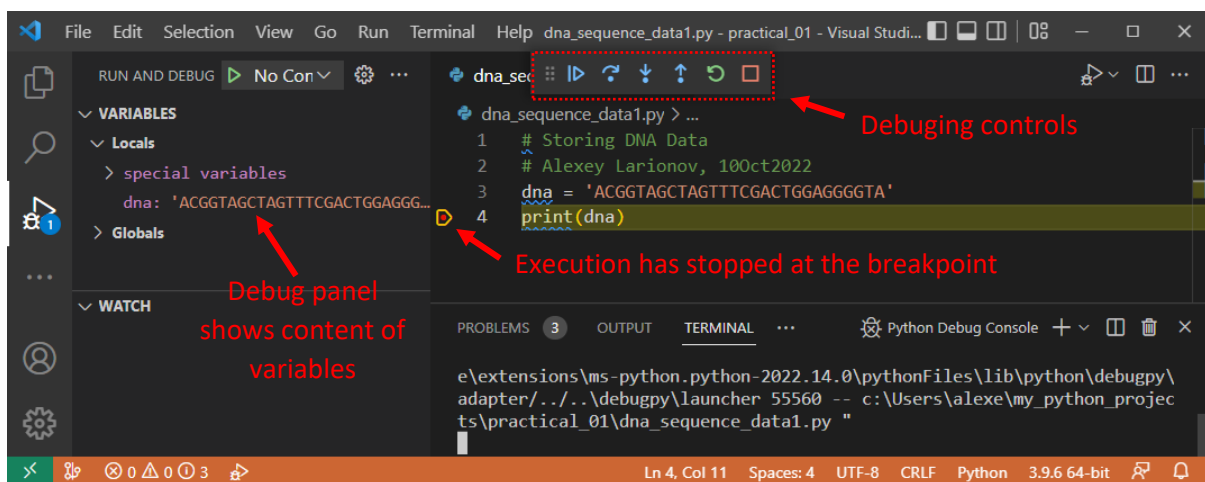 File Edit Selection View Go Run Terminal Help dna_sequence_data1.py - practical_01 - Visual Studi...
RUN AND DEBUG No Con
VARIABLES
Locals
special variables
dna: 'ACGGTAGCTAGTTTCGACTGGAGGG...
Globals
Debug panel
shows content of
variables
WATCH
1
dna_seq
Debuging controls
dna_sequence_data1.py > ...
1 # Storing DNA Data
2 # Alexey Larionov, 10Oct2022
3 dna = 'ACGGTAGCTAGTTTCGACTGGAGGGGTA'
4 print(dna)
Execution has stopped at the breakpoint
PROBLEMS 3 OUTPUT TERMINAL ... Python Debug Console
e\extensions\ms-python.python-2022.14.0\pythonFiles\lib\python\debugpy\
adapter/../..\debugpy\launcher 55560 -- c:\Users\alexe\my_python_projec
ts\practical_01\dna_sequence_data1.py "
0 0 3 Ln 4, Col 11 Spaces: 4 UTF-8 CRLF Python 3.9.6 64-bit